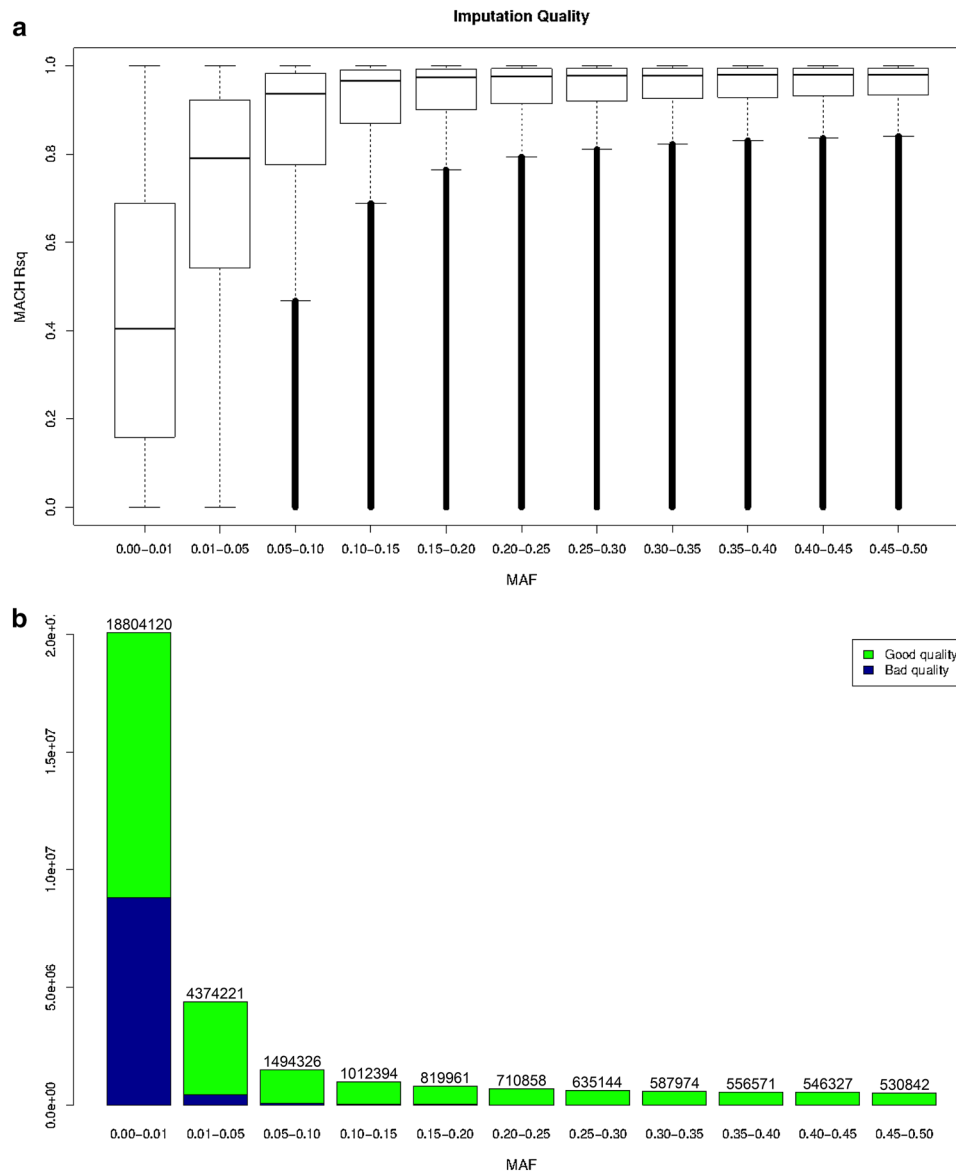 Imputation Quality
a
MACH Rsq
1.0
0.8
0.6
0.4
0.2
0.0
0.00-0.01 0.01-0.05 0.05-0.10 0.10-0.15 0.15-0.20 0.20-0.25 0.25-0.30 0.30-0.35 0.35-0.40 0.40-0.45 0.45-0.50
MAF
b
1.5e+07
1.0e+07
5.0e+06
0.0e+00
18804120
4374221
1494326
1012394
819961
710858
635144
587974
556571
546327
530842
Good quality
Bad quality
0.00-0.01 0.01-0.05 0.05-0.10 0.10-0.15 0.15-0.20 0.20-0.25 0.25-0.30 0.30-0.35 0.35-0.40 0.40-0.45 0.45-0.50
MAF